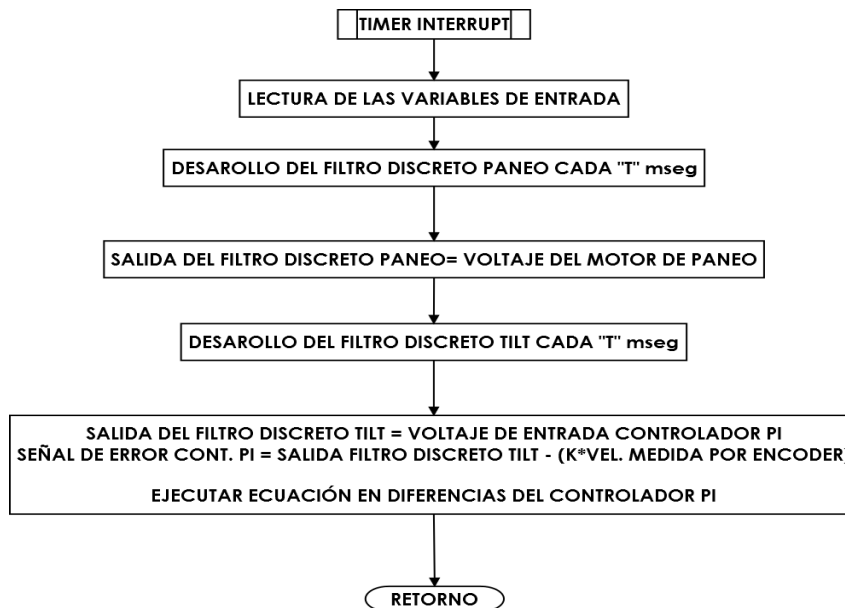 TIMER INTERRUPT
LECTURA DE LAS VARIABLES DE ENTRADA
DESAROLLO DEL FILTRO DISCRETO PANEO CADA "T" mseg
SALIDA DEL FILTRO DISCRETO PANEO= VOLTAJE DEL MOTOR DE PANEO
DESAROLLO DEL FILTRO DISCRETO TILT CADA "T" mseg
SALIDA DEL FILTRO DISCRETO TILT = VOLTAJE DE ENTRADA CONTROLADOR PI
SEÑAL DE ERROR CONT. PI = SALIDA FILTRO DISCRETO TILT - (K*VEL. MEDIDA POR ENCODER)
EJECUTAR ECUACIÓN EN DIFERENCIAS DEL CONTROLADOR PI
RETORNO